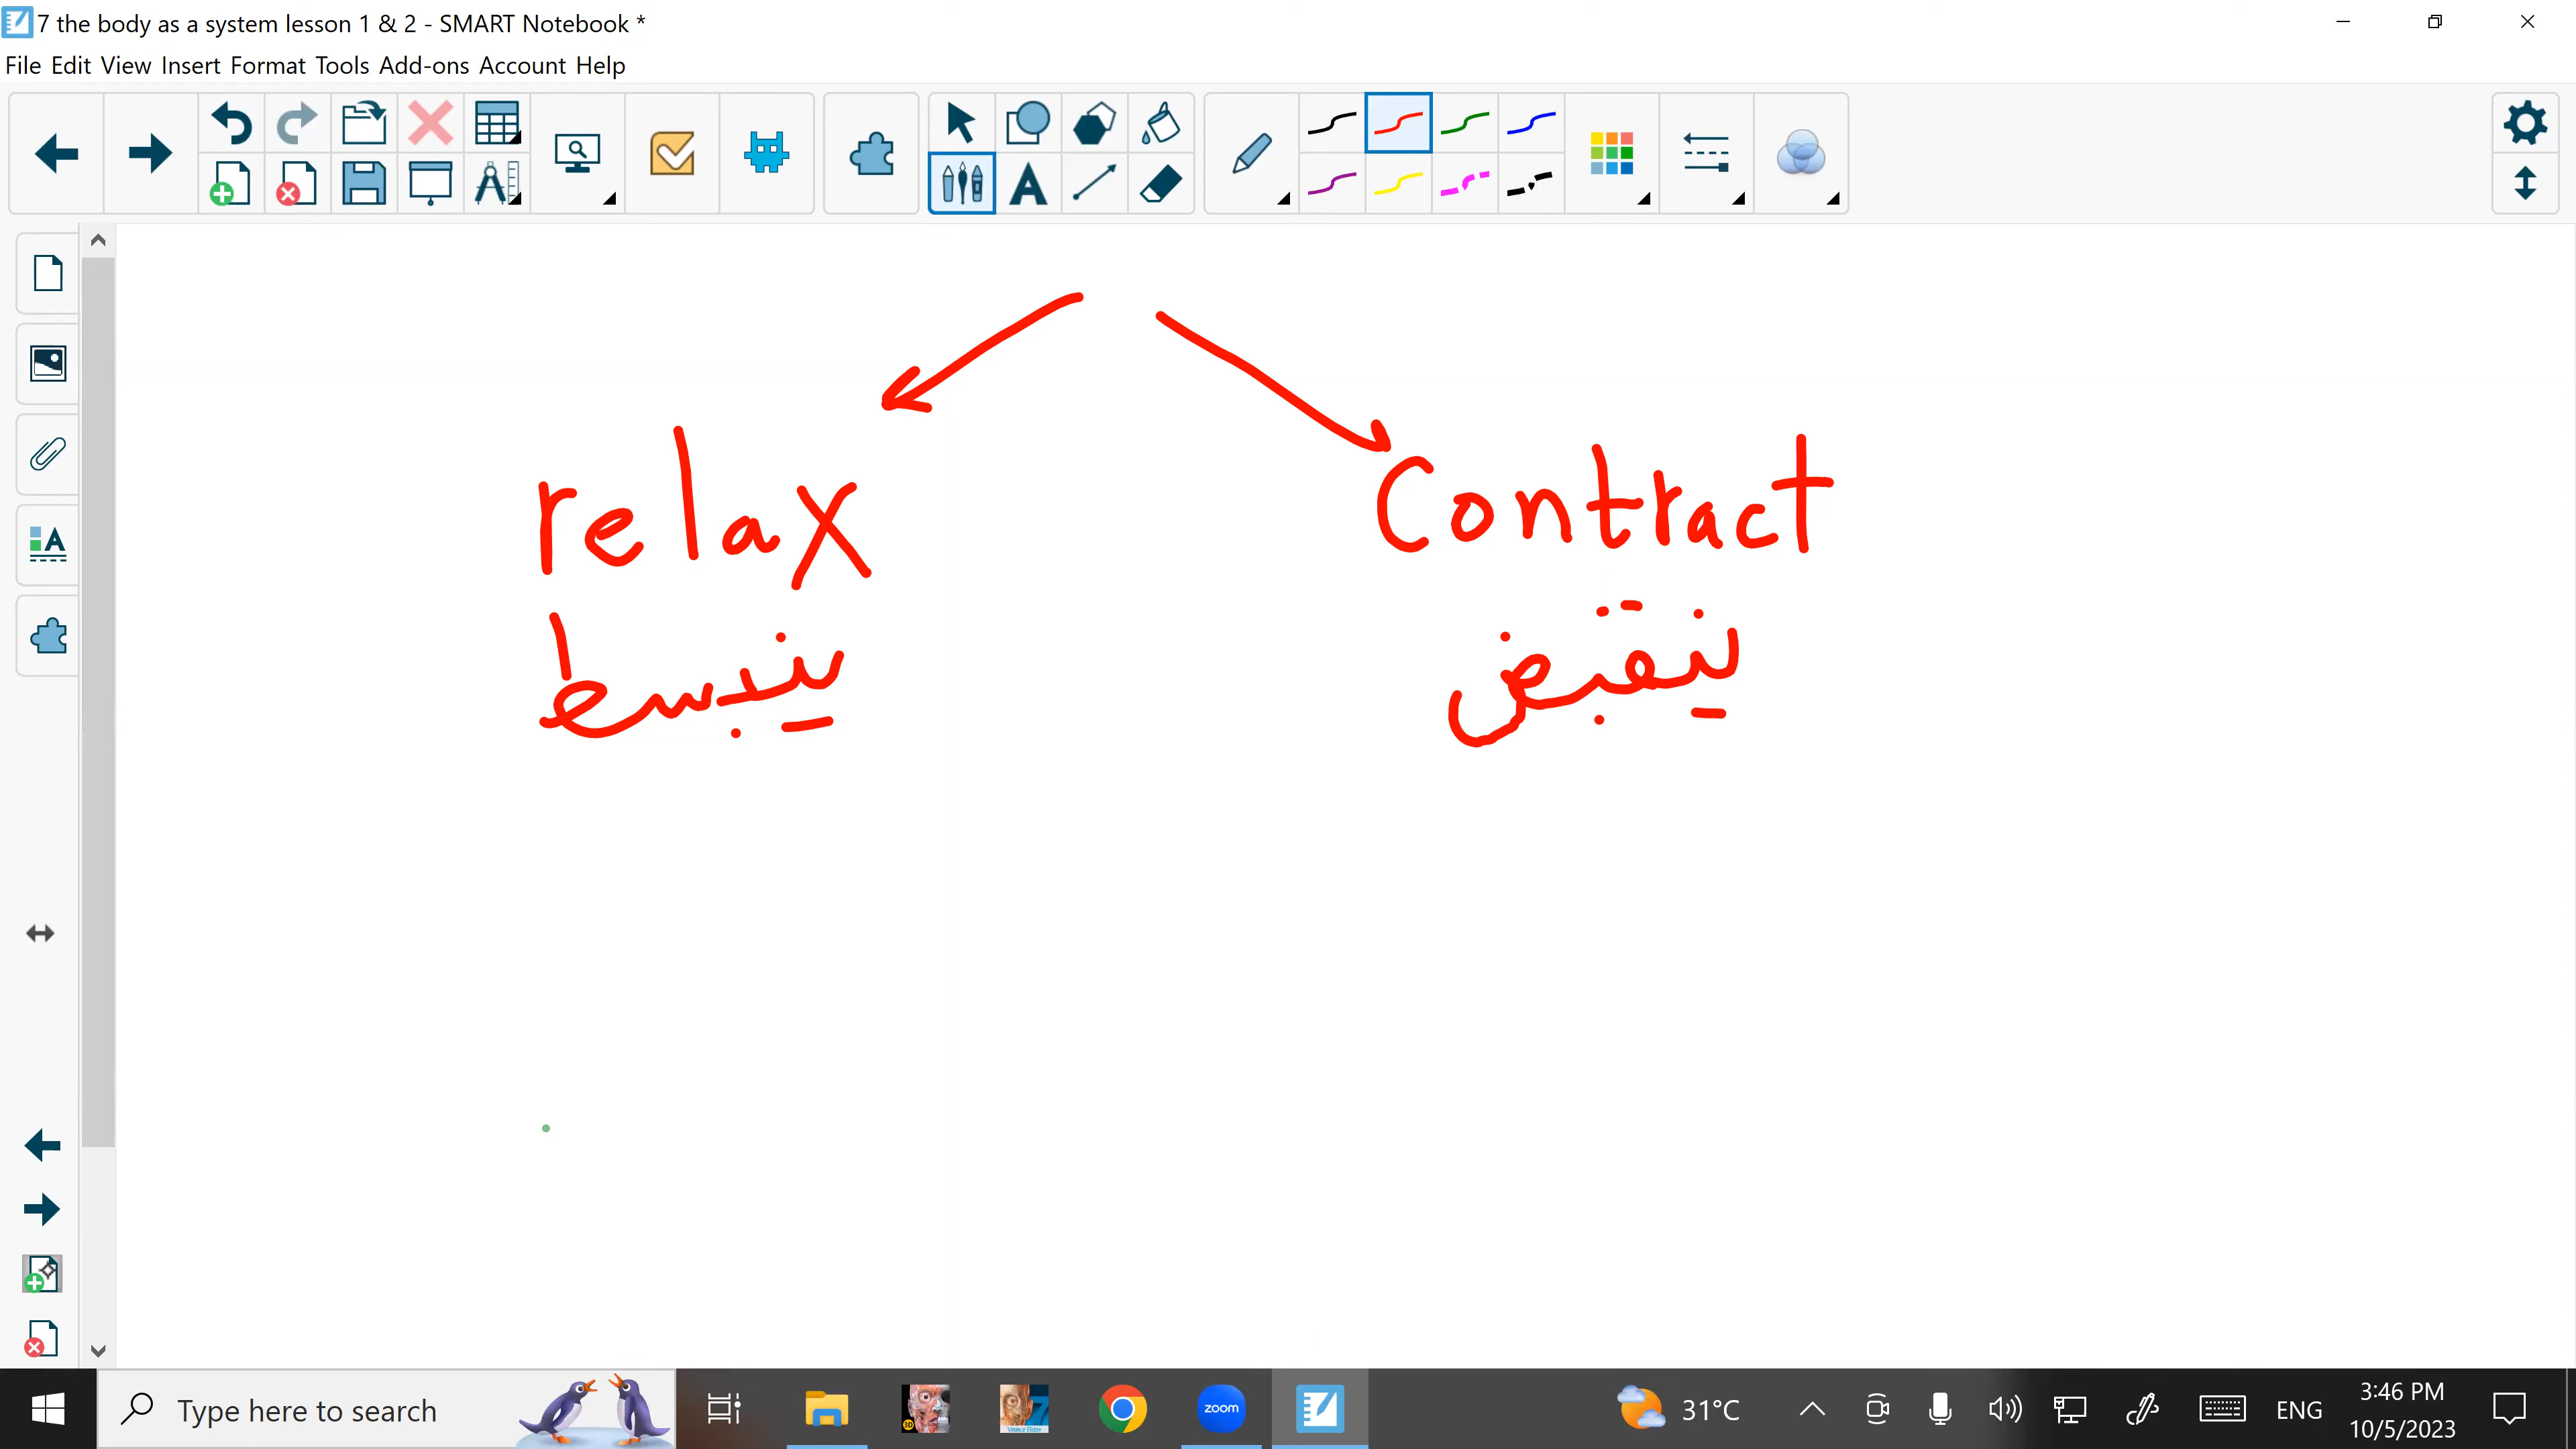 7 the body as a system lesson 1 & 2 - SMART Notebook *
File Edit View Insert Format Tools Add-ons Account Help
relax Contract
ينبسط ينقبض
Type here to search
zoom
31°C
ENG
3:46 PM
10/5/2023